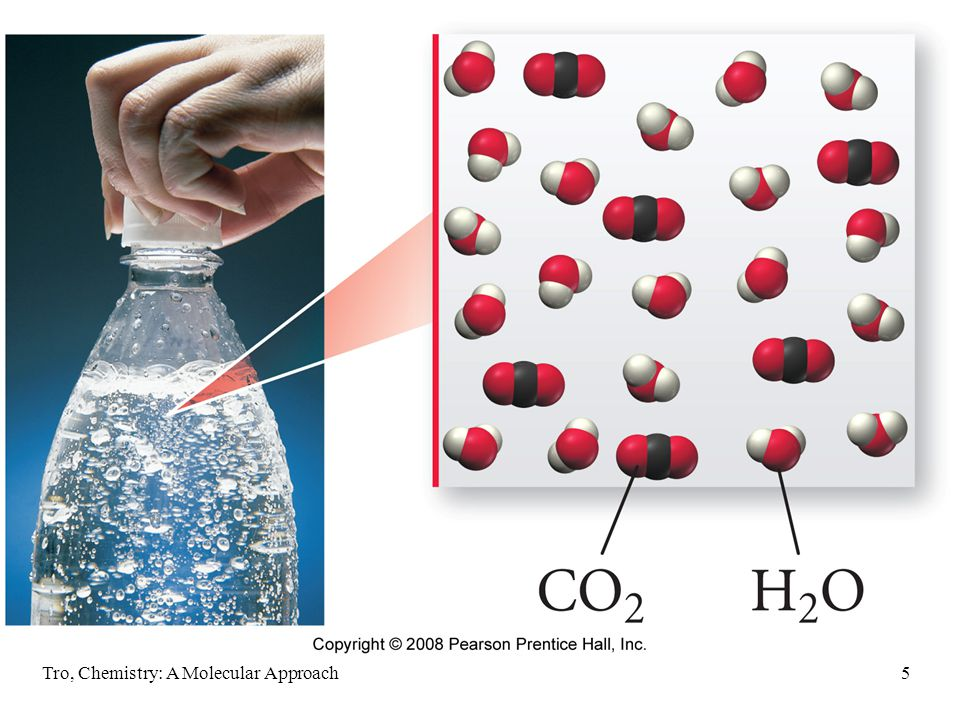 CO₂ H₂O
Copyright © 2008 Pearson Prentice Hall, Inc.
Tro, Chemistry: A Molecular Approach 5